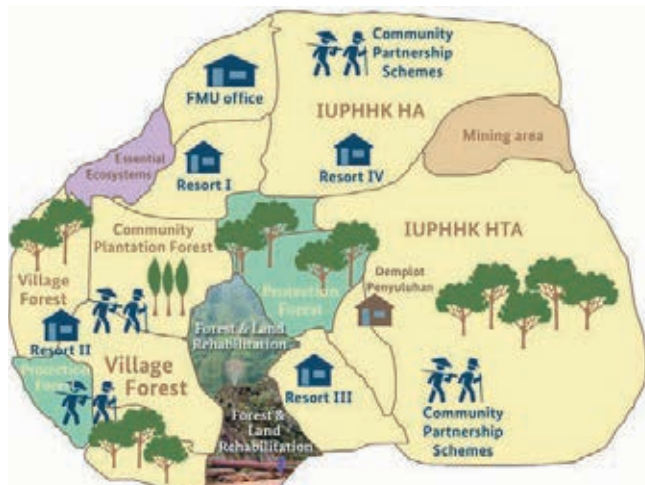 Community
Partnership
Schemes
FMU office
IUPHHK HA
Mining area
Essential
Ecosystems
Resort I
Resort IV
Community
Plantation Forest
IUPHHK HTA
Village
Forest
Demplot
Penyuluhan
Protection
Forest
Forest & Land
Rehabilitation
Resort II
Village
Forest
Protection
Forest
Resort III
Forest &
Land
Rehabilitation
Community
Partnership
Schemes